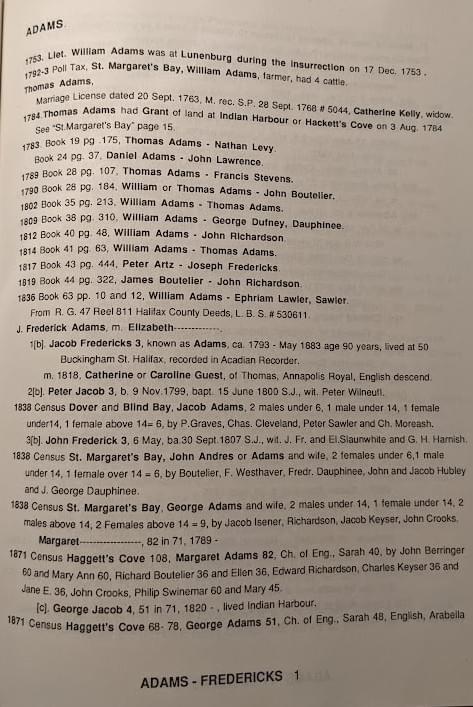 ADAMS.
1753. Liet. William Adams was at Lunenburg during the insurrection on 17 Dec. 1753.
1792-3 Poll Tax, St. Margaret's Bay, William Adams, farmer, had 4 cattle.
Thomas Adams,
Marriage License dated 20 Sept. 1763, M. rec. S.P. 28 Sept. 1768 # 5044, Catherine Kelly, widow.
1784.Thomas Adams had Grant of land at Indian Harbour or Hackett's Cove on 3 Aug. 1784
See "St.Margaret's Bay" page 15.
1783. Book 19 pg .175, Thomas Adams - Nathan Levy.
Book 24 pg. 37, Daniel Adams - John Lawrence.
1789 Book 28 pg. 107, Thomas Adams - Francis Stevens.
1790 Book 28 pg. 184, William or Thomas Adams - John Boutelier.
1802 Book 35 pg. 213, William Adams - Thomas Adams.
1809 Book 38 pg. 310, William Adams - George Dufney, Dauphinee.
1812 Book 40 pg. 48, William Adams - John Richardson
1814 Book 41 pg. 63, William Adams - Thomas Adams.
1817 Book 43 pg. 444, Peter Artz - Joseph Fredericks.
1819 Book 44 pg. 322, James Boutelier - John Richardson.
1836 Book 63 pp. 10 and 12, William Adams - Ephriam Lawler, Sawler.
From R. G. 47 Reel 811 Halifax County Deeds, L. B. S. # 530611.
J. Frederick Adams, m. Elizabeth-------------.
1[b]. Jacob Fredericks 3, known as Adams, ca. 1793 - May 1883 age 90 years, lived at 50
Buckingham St. Halifax, recorded in Acadian Recorder.
m. 1818, Catherine or Caroline Guest, of Thomas, Annapolis Royal, English descend.
2[b]. Peter Jacob 3, b. 9 Nov.1799, bapt. 15 June 1800 S.J., wit. Peter Wilneufl.
1838 Census Dover and Blind Bay, Jacob Adams, 2 males under 6, 1 male under 14, 1 female
under14, 1 female above 14= 6, by P.Graves, Chas. Cleveland, Peter Sawler and Ch. Moreash.
3[b]. John Frederick 3, 6 May, ba.30 Sept.1807 S.J., wit. J. Fr. and El.Slaunwhite and G. H. Harnish.
1838 Census St. Margaret's Bay, John Andres or Adams and wife, 2 females under 6,1 male
under 14, 1 female over 14 = 6, by Boutelier, F. Westhaver, Fredr. Dauphinee, John and Jacob Hubley
and J. George Dauphinee.
1838 Census St. Margaret's Bay, George Adams and wife, 2 males under 14, 1 female under 14, 2
males above 14, 2 Females above 14 = 9, by Jacob Isener, Richardson, Jacob Keyser, John Crooks.
Margaret-------------------, 82 in 71, 1789 -
1871 Census Haggett's Cove 108, Margaret Adams 82, Ch. of Eng., Sarah 40, by John Berringer
60 and Mary Ann 60, Richard Boutelier 36 and Ellen 36, Edward Richardson, Charles Keyser 36 and
Jane E. 36, John Crooks, Philip Swinemar 60 and Mary 45.
[c]. George Jacob 4, 51 in 71, 1820 - , lived Indian Harbour.
1871 Census Haggett's Cove 68- 78, George Adams 51, Ch. of Eng., Sarah 48, English, Arabella
ADAMS - FREDERICKS 1